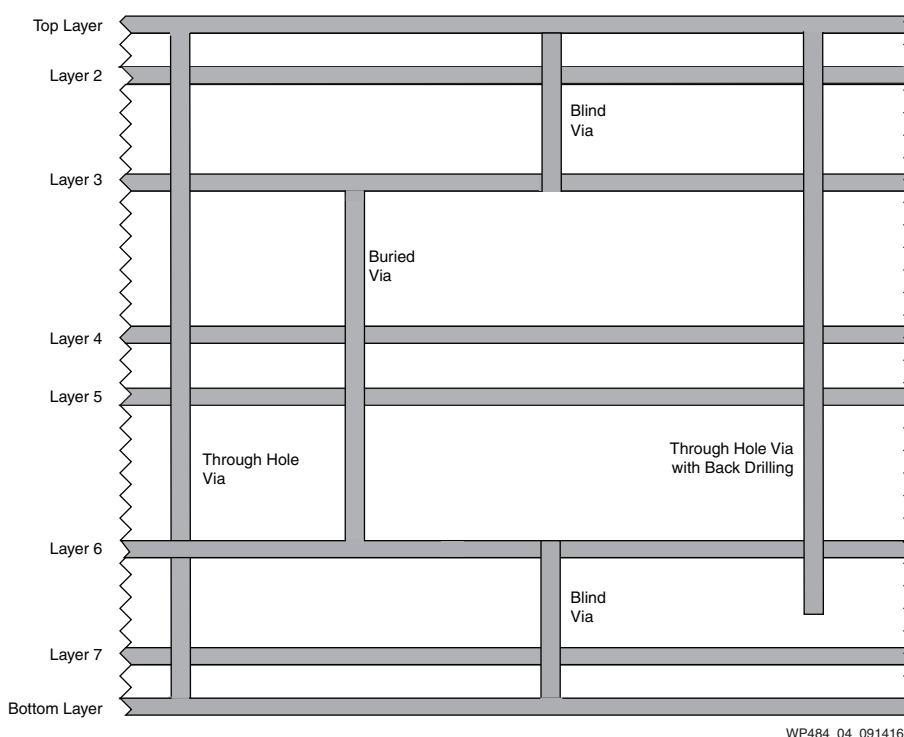 Top Layer
Layer 2
Blind
Via
Layer 3
Buried
Via
Layer 4
Layer 5
Through Hole
Via
Through Hole Via
with Back Drilling
Layer 6
Blind
Via
Layer 7
Bottom Layer
WP484_04_091416